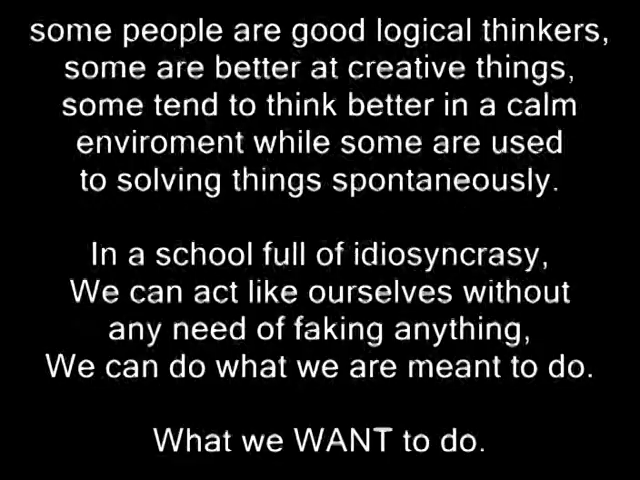 some people are good logical thinkers,
some are better at creative things,
some tend to think better in a calm
enviroment while some are used
to solving things spontaneously.
In a school full of idiosyncrasy,
We can act like ourselves without
any need of faking anything,
We can do what we are meant to do.
What we WANT to do.